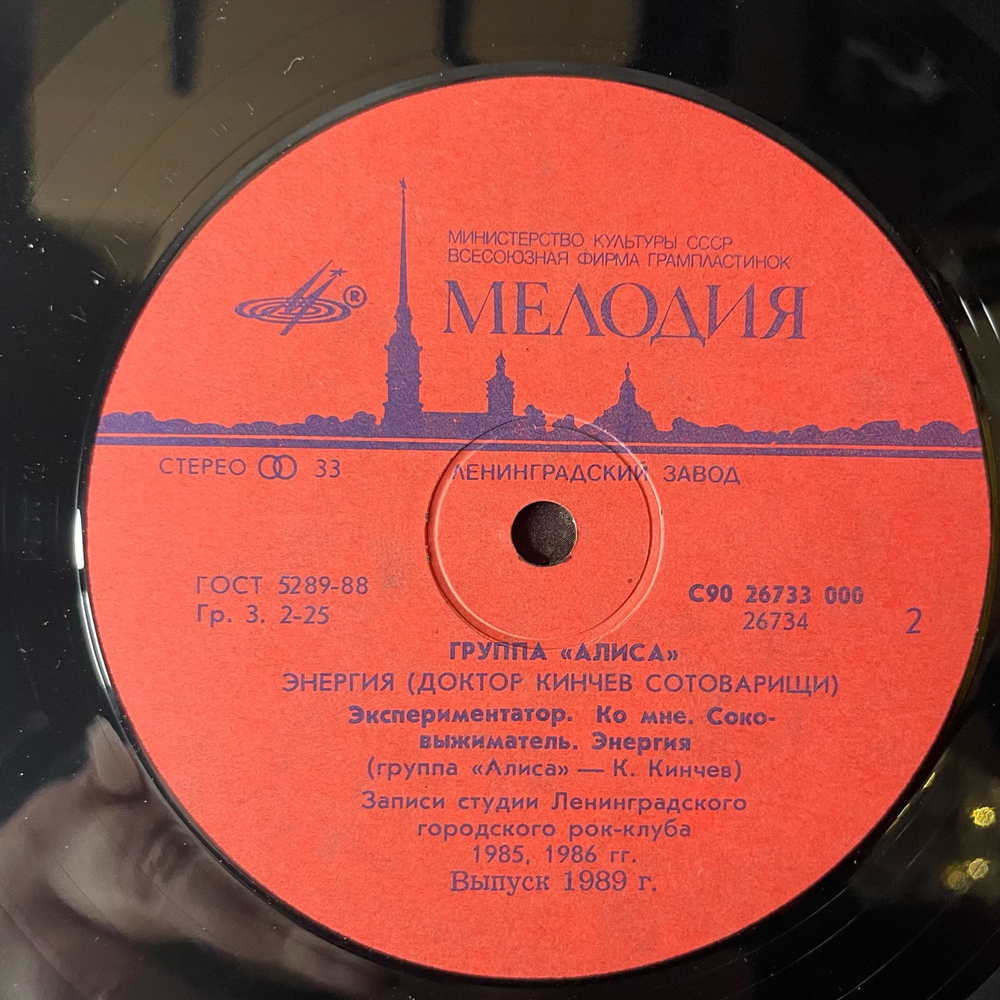 МИНИСТЕРСТВО КУЛЬТУРЫ СССР
ВСЕСОЮЗНАЯ ФИРМА ГРАМПЛАСТИНОК
®
МЕЛОДИЯ
СТЕРЕО 33
ЛЕНИНГРАДСКИЙ ЗАВОД
ГОСТ 5289-88
Гр. 3. 2-25
С90 26733 000
26734
2
ГРУППА «АЛИСА»
ЭНЕРГИЯ (ДОКТОР КИНЧЕВ СОТОВАРИЩИ)
Экспериментатор. Ко мне. Соко-
выжиматель. Энергия
(группа «Алиса» — К. Кинчев)
Записи студии Ленинградского
городского рок-клуба
1985, 1986 гг.
Выпуск 1989 г.